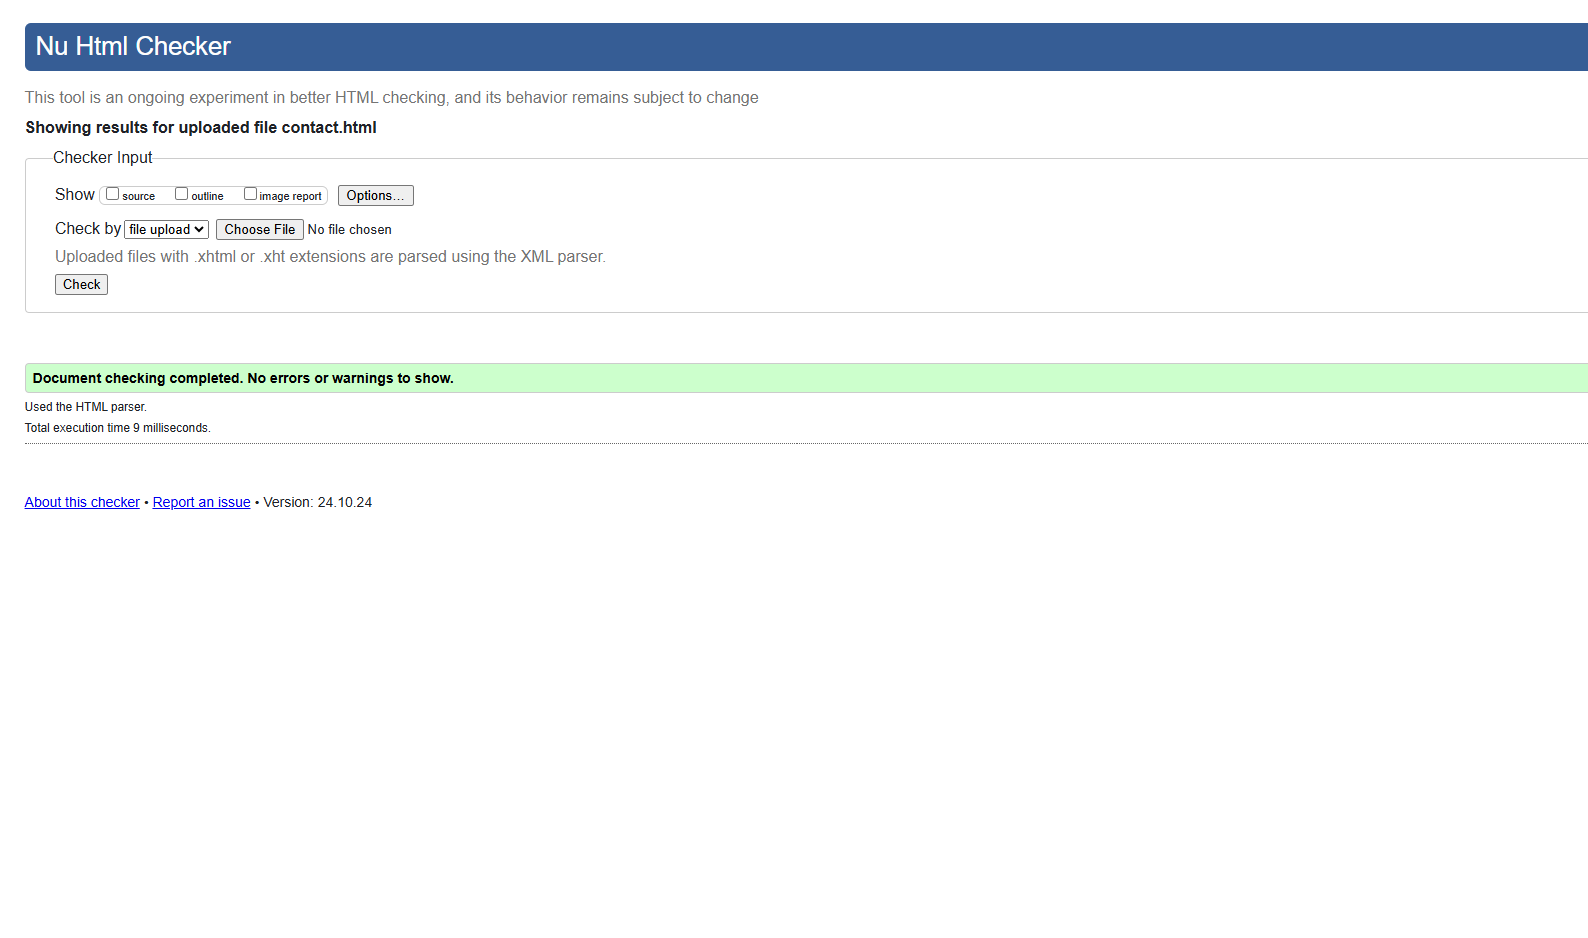 Nu Html Checker
This tool is an ongoing experiment in better HTML checking, and its behavior remains subject to change
Showing results for uploaded file contact.html
Checker Input
Show source outline image report Options...
Check by file upload Choose File No file chosen
Uploaded files with .xhtml or .xht extensions are parsed using the XML parser.
Check
Document checking completed. No errors or warnings to show.
Used the HTML parser.
Total execution time 9 milliseconds.
About this checker • Report an issue • Version: 24.10.24